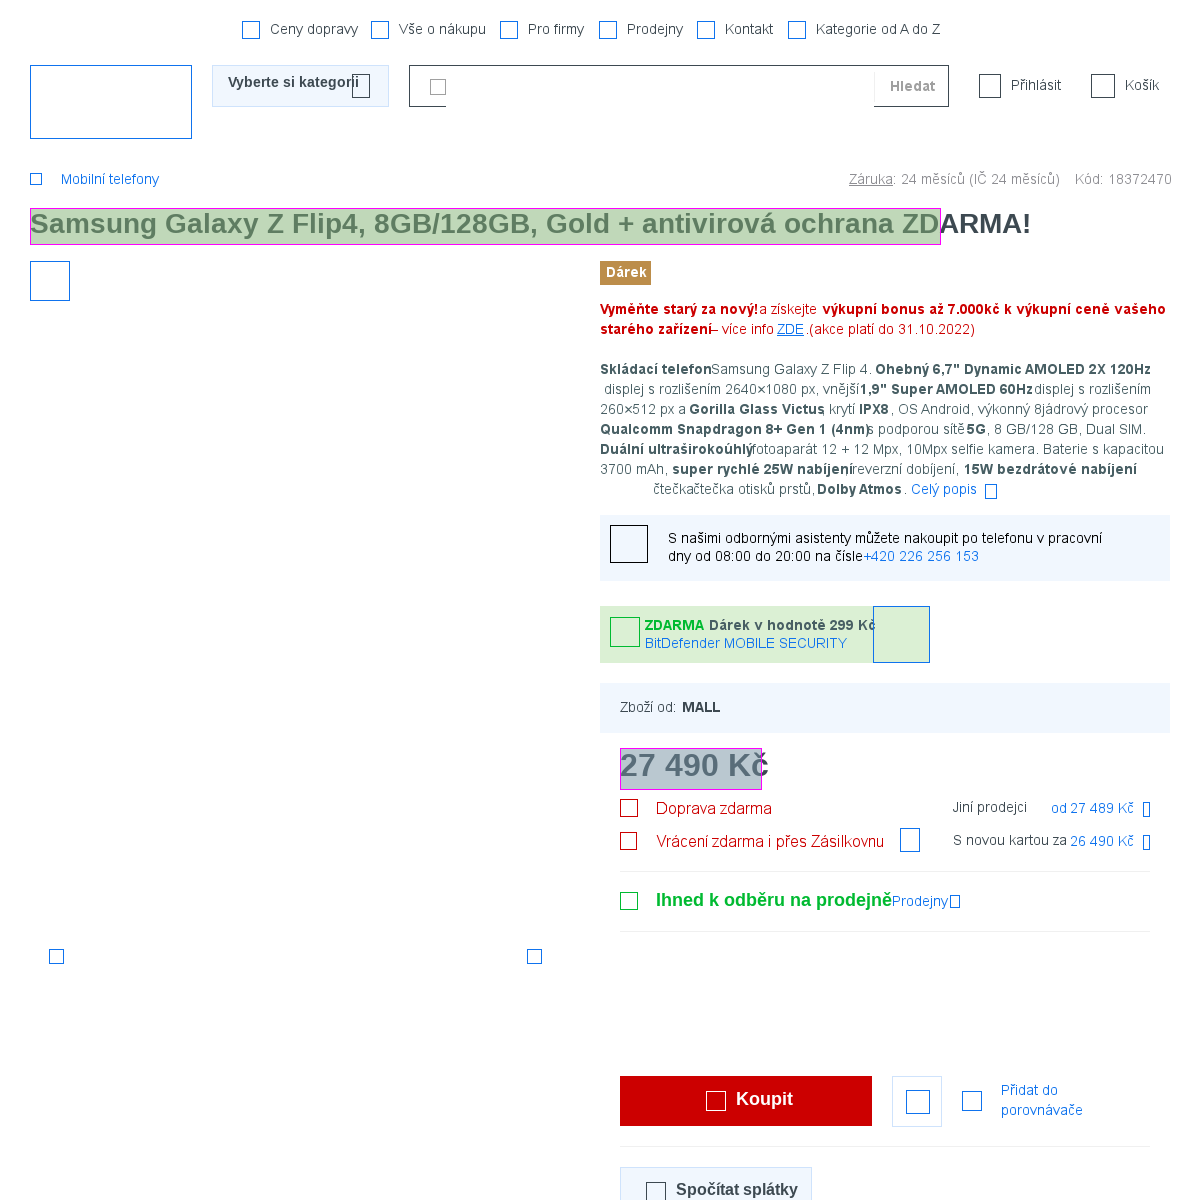 Ceny dopravy Vše o nákupu Pro firmy Prodejny Kontakt Kategorie od A do Z
Vyberte si kategorii Hledat Přihlásit Košík
Mobilní telefony Záruka: 24 měsíců (IČ 24 měsíců) Kód: 18372470
Samsung Galaxy Z Flip4, 8GB/128GB, Gold + antivirová ochrana ZDARMA!
Dárek
Vyměňte starý za nový! a získejte výkupní bonus až 7.000kč k výkupní ceně vašeho
starého zařízení – více info ZDE.(akce platí do 31.10.2022)
Skládací telefon Samsung Galaxy Z Flip 4. Ohebný 6,7" Dynamic AMOLED 2X 120Hz
displej s rozlišením 2640×1080 px, vnější 1,9" Super AMOLED 60Hz displej s rozlišením
260×512 px a Gorilla Glass Victus, krytí IPX8, OS Android, výkonný 8jádrový procesor
Qualcomm Snapdragon 8+ Gen 1 (4nm) s podporou sítě 5G, 8 GB/128 GB, Dual SIM.
Duální ultraširokoúhlý fotoaparát 12 + 12 Mpx, 10Mpx selfie kamera. Baterie s kapacitou
3700 mAh, super rychlé 25W nabíjení reverzní dobíjení, 15W bezdrátové nabíjení
čtečkačtečka otisků prstů, Dolby Atmos. Celý popis
S našimi odbornými asistenty můžete nakoupit po telefonu v pracovní
dny od 08:00 do 20:00 na čísle +420 226 256 153
ZDARMA Dárek v hodnotě 299 Kč
BitDefender MOBILE SECURITY
Zboží od: MALL
27 490 Kč
Doprava zdarma Jiní prodejci od 27 489 Kč
Vrácení zdarma i přes Zásilkovnu S novou kartou za 26 490 Kč
Ihned k odběru na prodejně Prodejny
Koupit Přidat do
porovnávače
Spočítat splátky